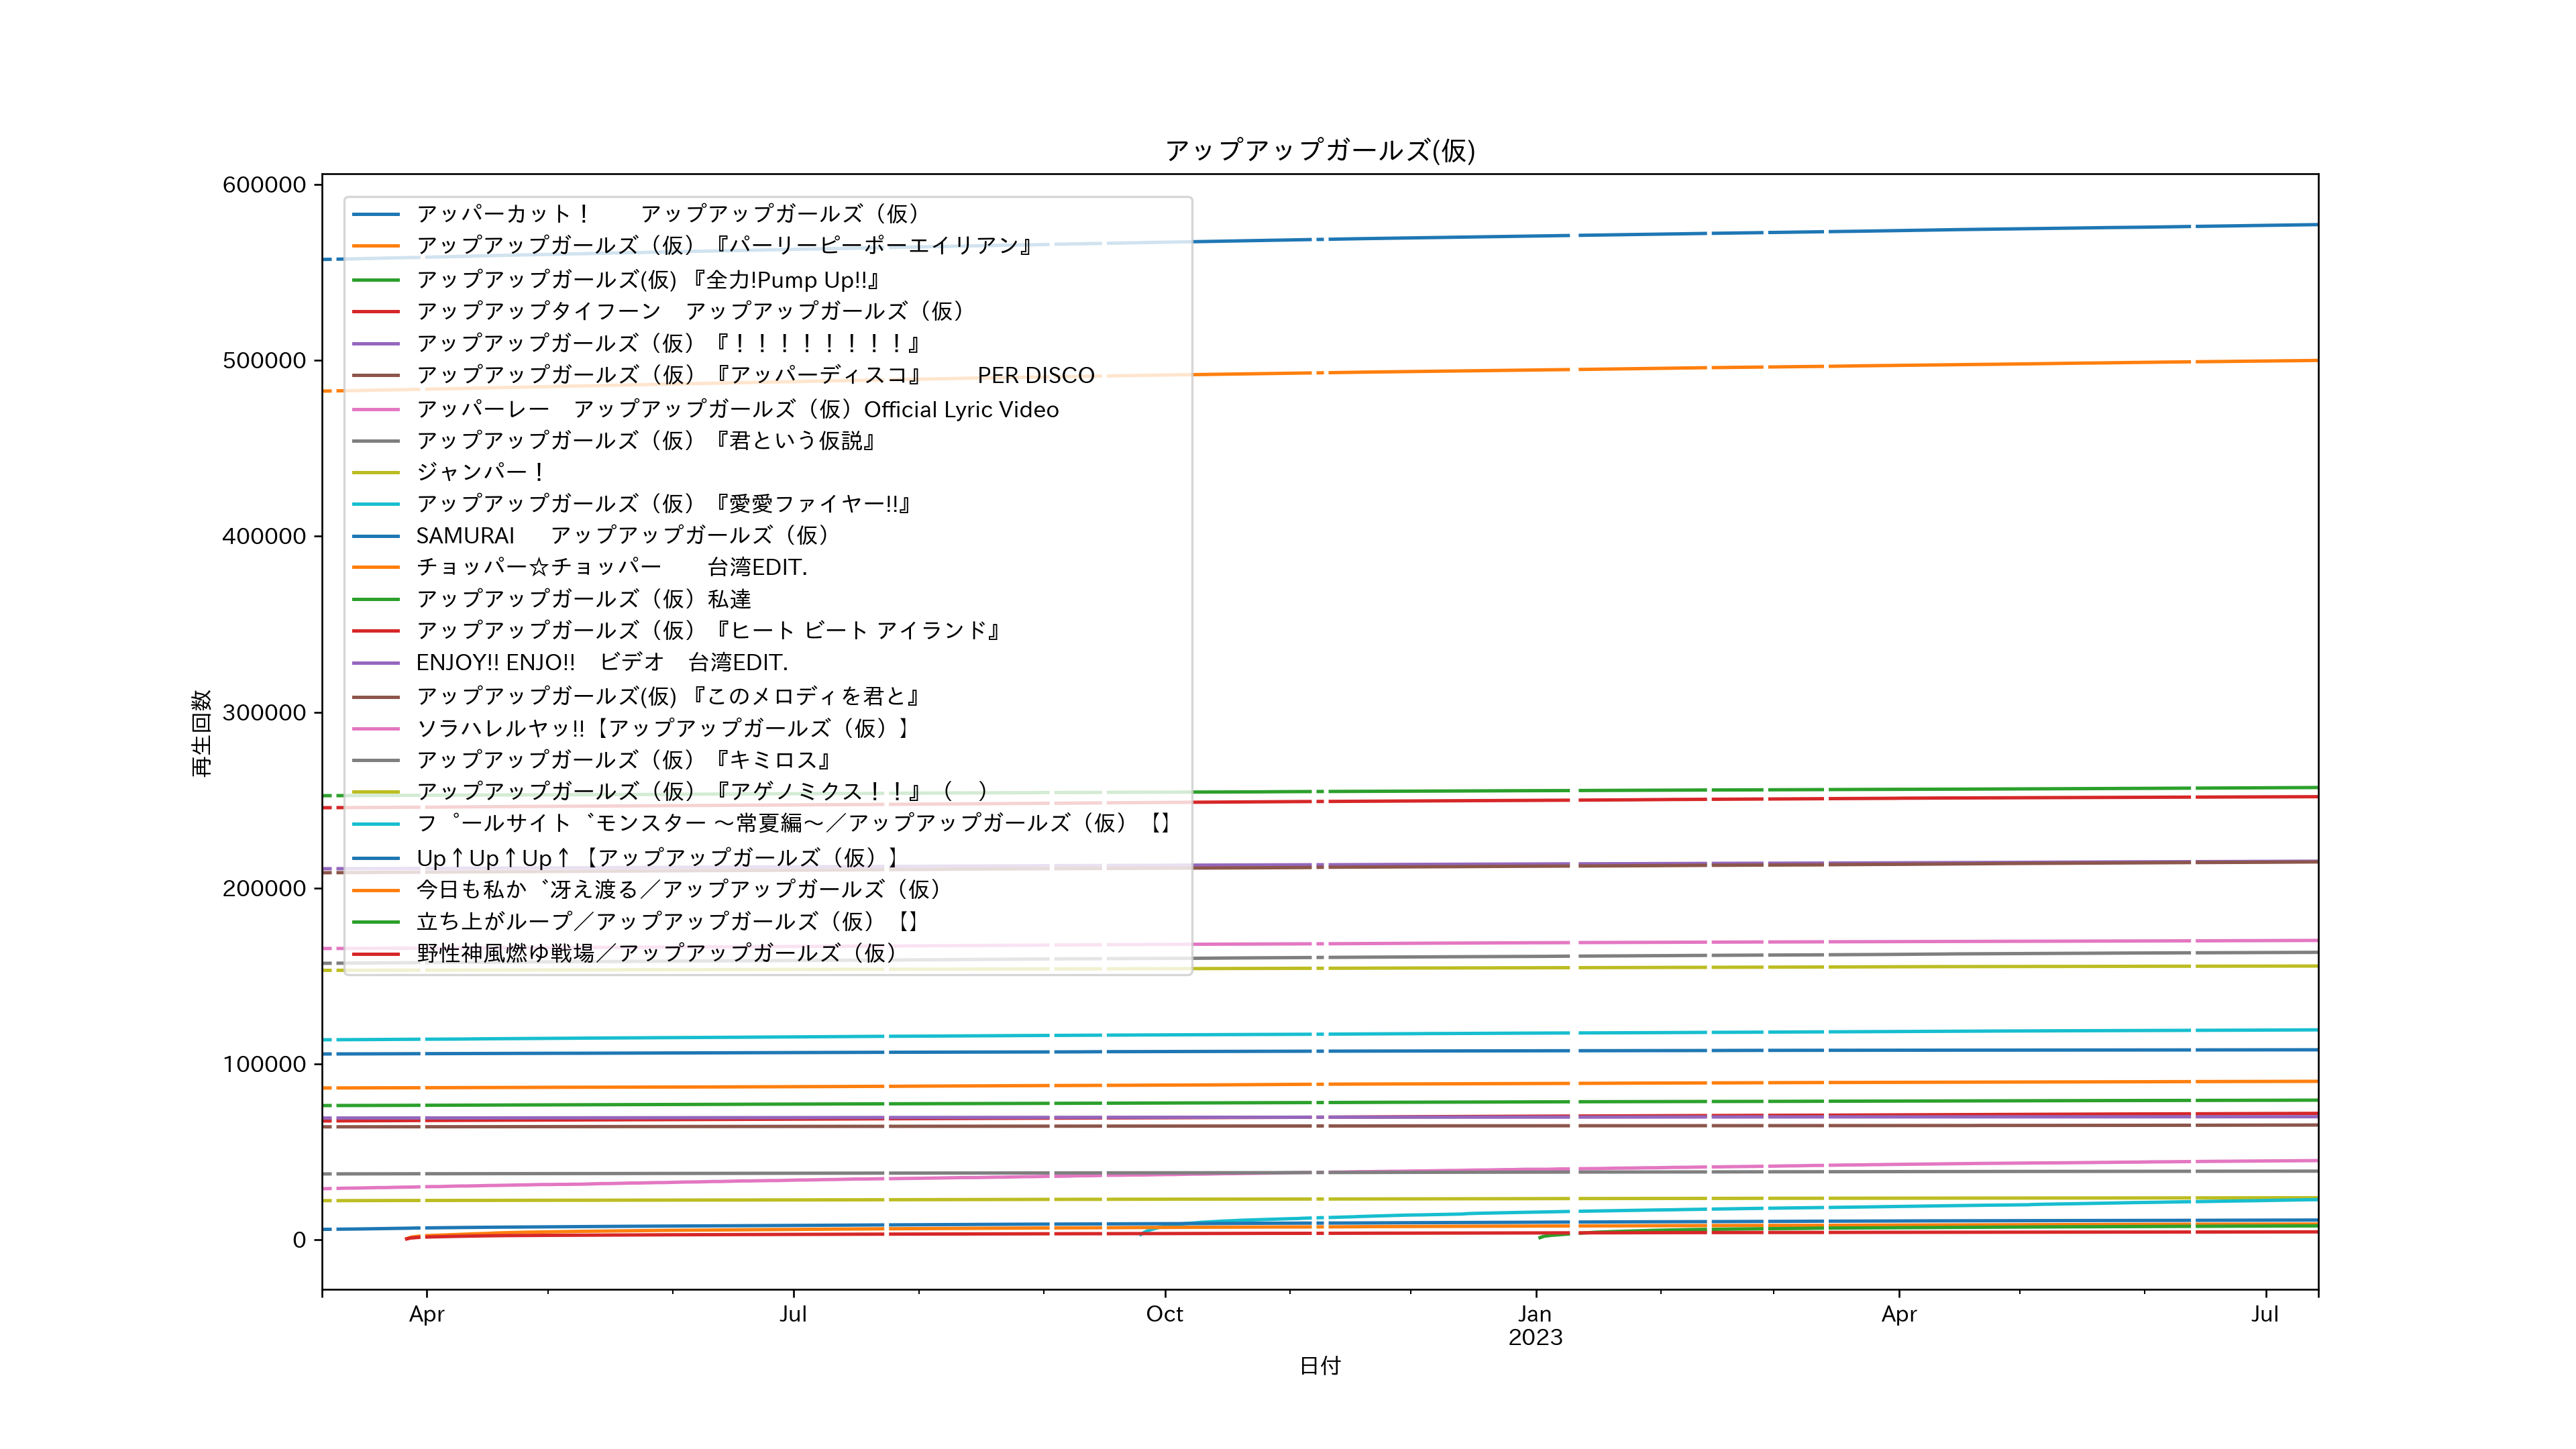 アップアップガールズ(仮)
600000
500000
400000
300000
200000
100000
0
再生回数
アッパーカット！　　アップアップガールズ（仮）
アップアップガールズ（仮）『パーリーピーポーエイリアン』
アップアップガールズ(仮) 『全力!Pump Up!!』
アップアップタイフーン　アップアップガールズ（仮）
アップアップガールズ（仮）『！！！！！！！！』
アップアップガールズ（仮）『アッパーディスコ』　　PER DISCO
アッパーレー　アップアップガールズ（仮）Official Lyric Video
アップアップガールズ（仮）『君という仮説』
ジャンパー！
アップアップガールズ（仮）『愛愛ファイヤー!!』
SAMURAI　 アップアップガールズ（仮）
チョッパー☆チョッパー　　台湾EDIT.
アップアップガールズ（仮）私達
アップアップガールズ（仮）『ヒート ビート アイランド』
ENJOY!! ENJO!!　ビデオ　台湾EDIT.
アップアップガールズ(仮) 『このメロディを君と』
ソラハレルヤッ!!【アップアップガールズ（仮）】
アップアップガールズ（仮）『キミロス』
アップアップガールズ（仮）『アゲノミクス！！』（　）
フ゜ールサイト゛モンスター 〜常夏編〜／アップアップガールズ（仮）【】
Up↑Up↑Up↑【アップアップガールズ（仮）】
今日も私か゛冴え渡る／アップアップガールズ（仮）
立ち上がループ／アップアップガールズ（仮）【】
野性神風燃ゆ戦場／アップアップガールズ（仮）
Apr
Jul
Oct
Jan
2023
Apr
Jul
日付